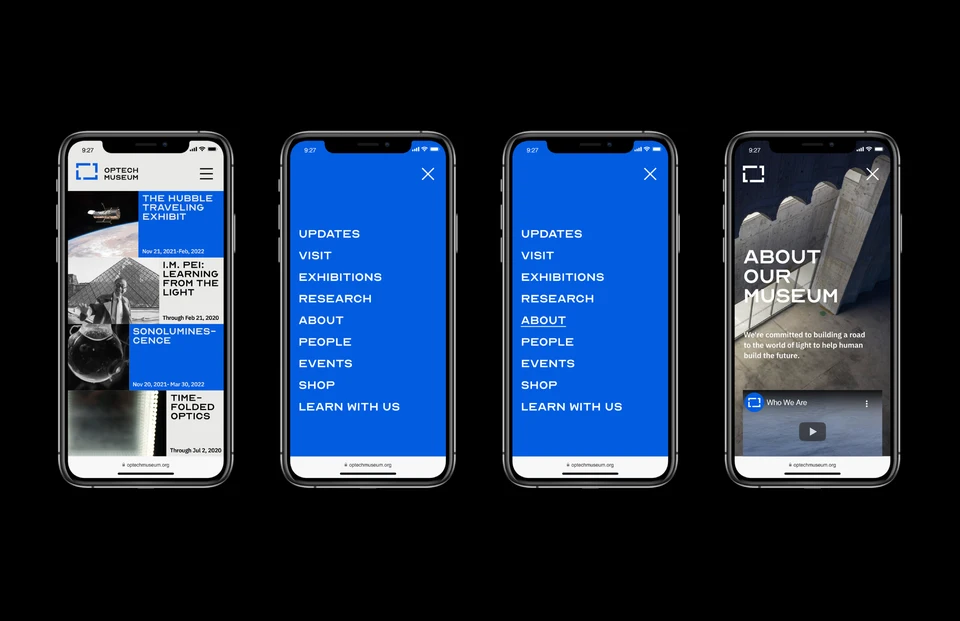 9:27
OPTECH
MUSEUM
THE HUBBLE
TRAVELING
EXHIBIT
Nov 21, 2021-Feb, 2022
I.M. PEI:
LEARNING
FROM THE
LIGHT
Through Feb 21, 2020
SONOLUMINES-
CENCE
Nov 20, 2021- Mar 30, 2022
TIME-
FOLDED
OPTICS
Through Jul 2, 2020
optechmuseum.org
9:27
UPDATES
VISIT
EXHIBITIONS
RESEARCH
ABOUT
PEOPLE
EVENTS
SHOP
LEARN WITH US
optechmuseum.org
9:27
UPDATES
VISIT
EXHIBITIONS
RESEARCH
ABOUT
PEOPLE
EVENTS
SHOP
LEARN WITH US
optechmuseum.org
9:27
ABOUT
OUR
MUSEUM
We're committed to building a road
to the world of light to help human
build the future.
Who We Are
optechmuseum.org